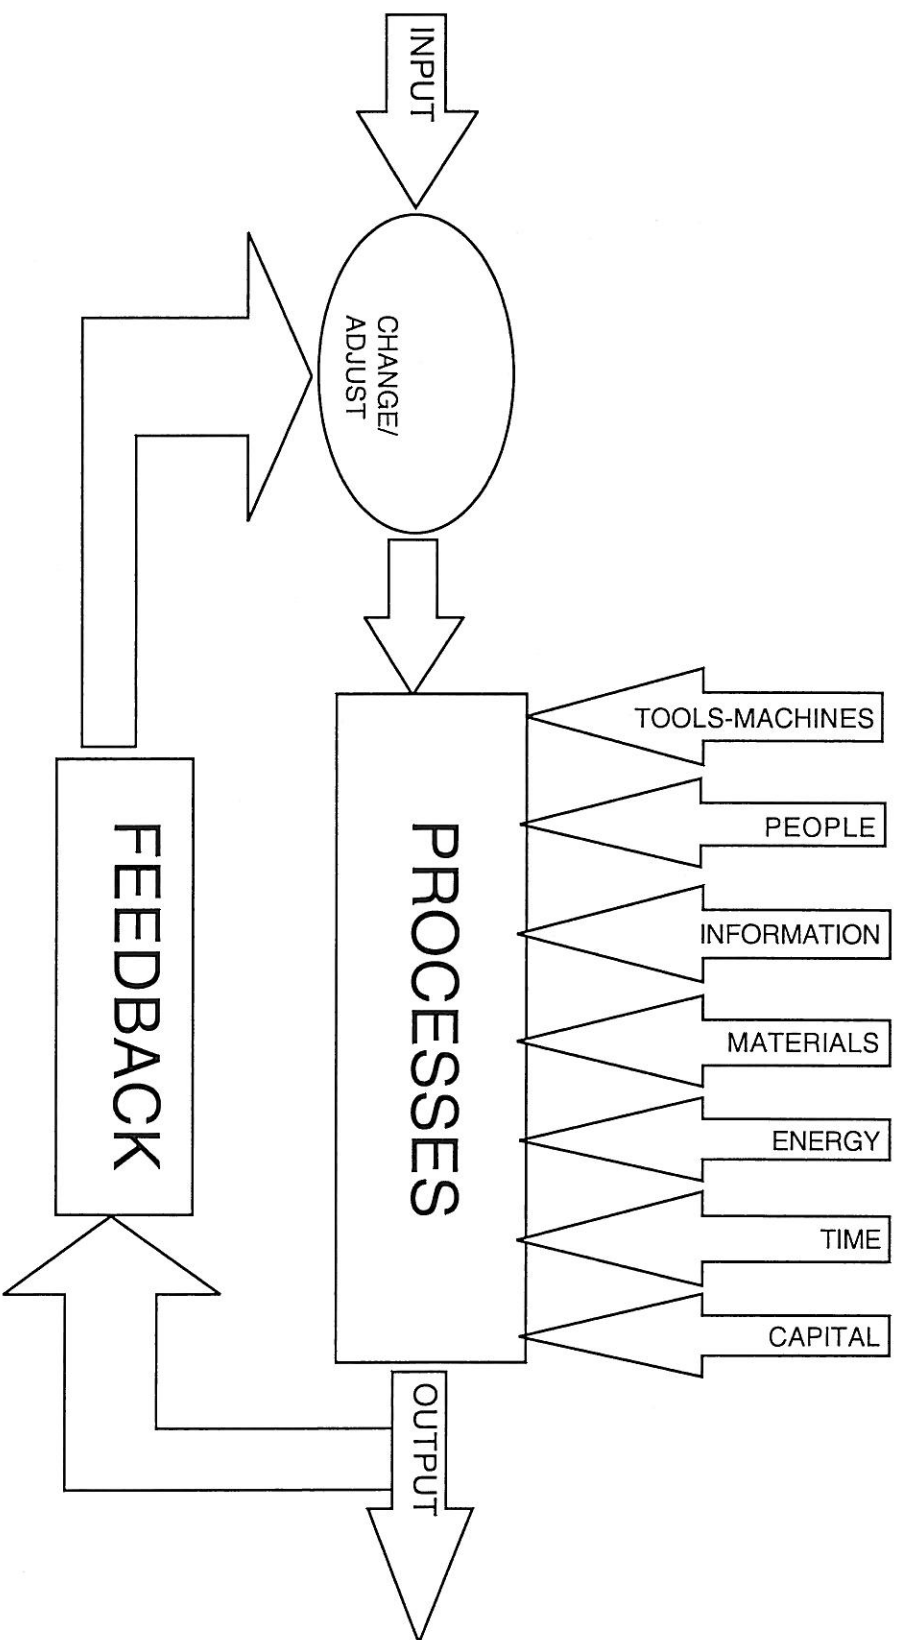 INPUT
CHANGE/
ADJUST
TOOLS-MACHINES
PEOPLE
INFORMATION
MATERIALS
ENERGY
TIME
CAPITAL
PROCESSES
OUTPUT
FEEDBACK